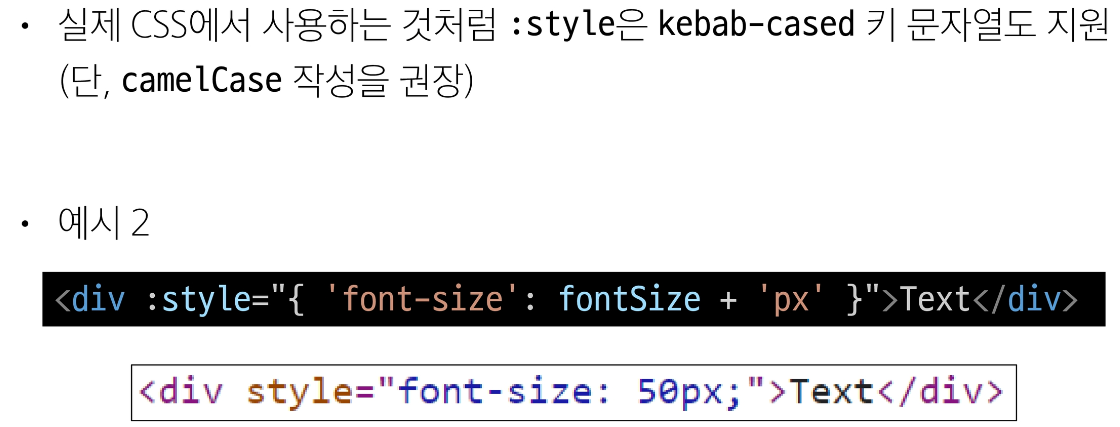 • 실제 CSS에서 사용하는 것처럼 :style은 kebab-cased 키 문자열도 지원
(단, camelCase 작성을 권장)
• 예시 2
<div :style="{ 'font-size': fontSize + 'px' }">Text</div>
<div style="font-size: 50px;">Text</div>